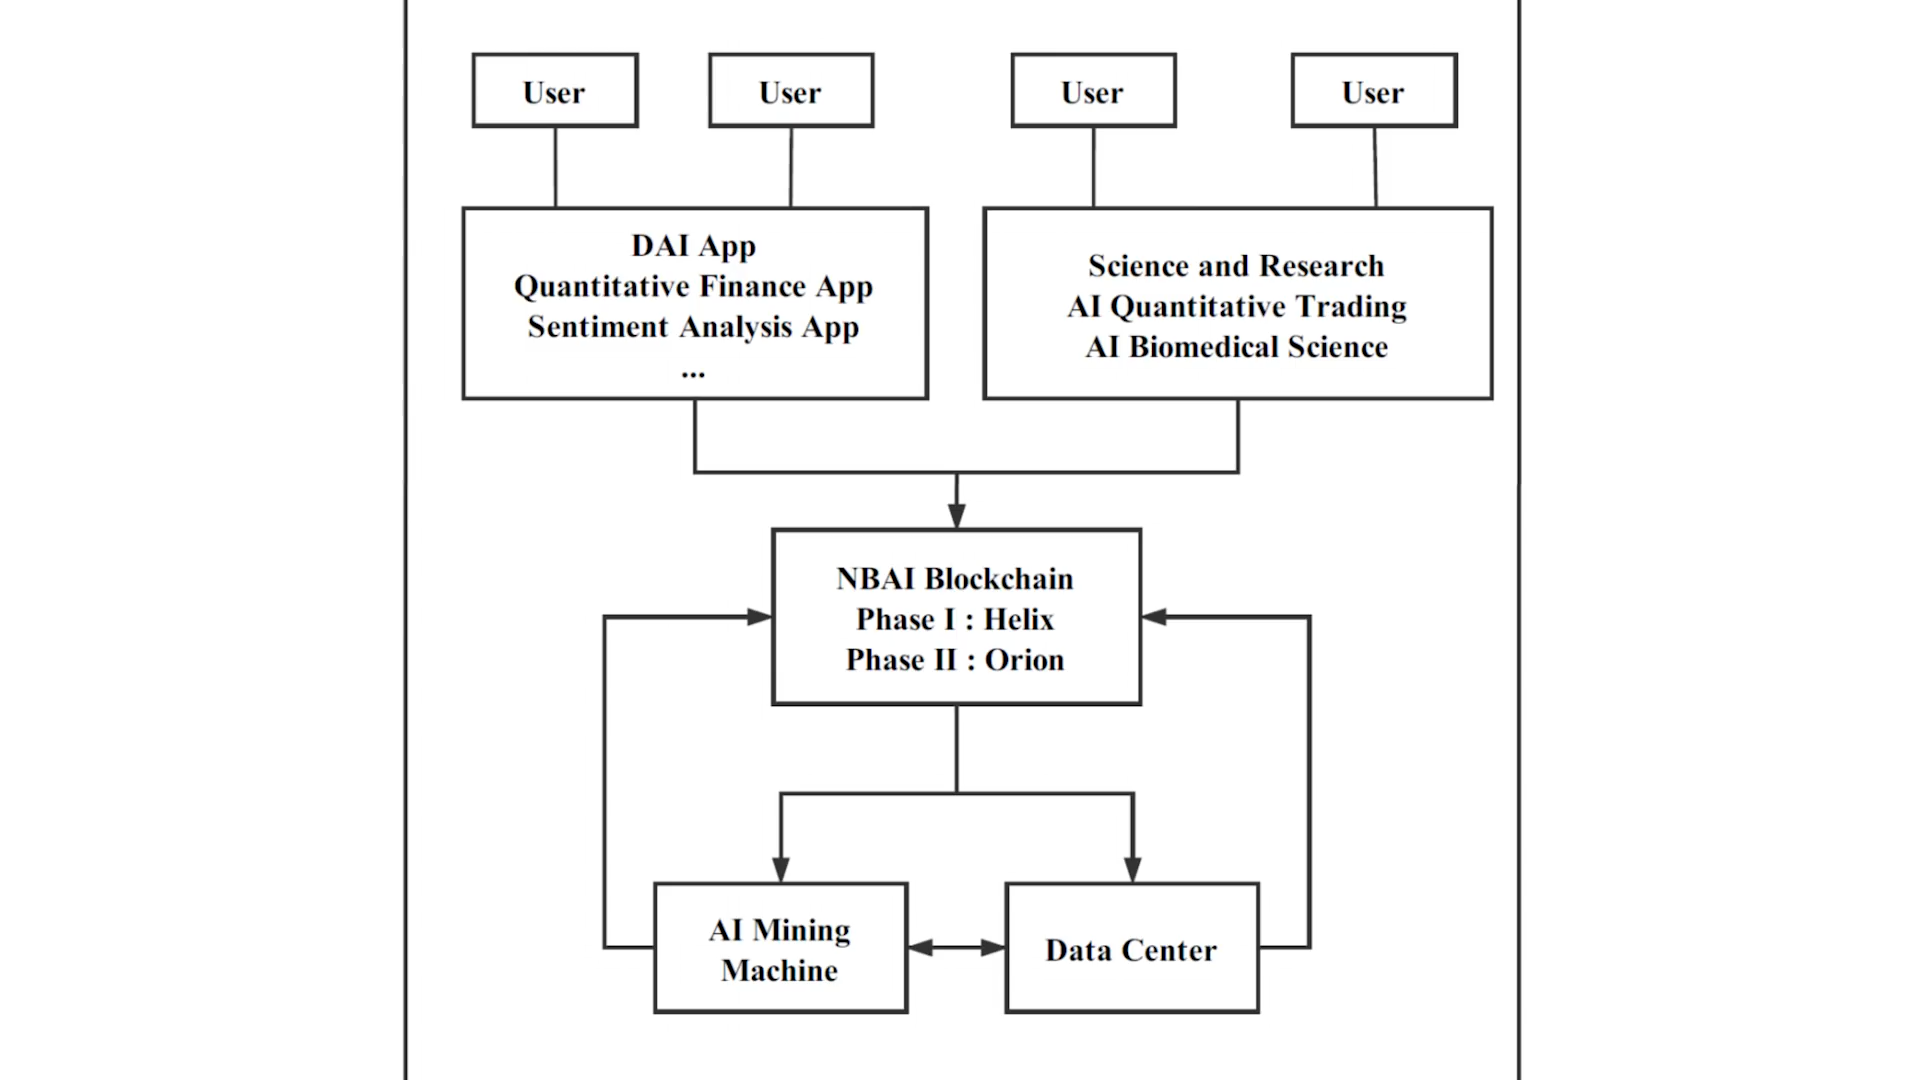 User
User
User
User
DAI App
Quantitative Finance App
Sentiment Analysis App
...
Science and Research
AI Quantitative Trading
AI Biomedical Science
NBAI Blockchain
Phase I : Helix
Phase II : Orion
AI Mining
Machine
Data Center